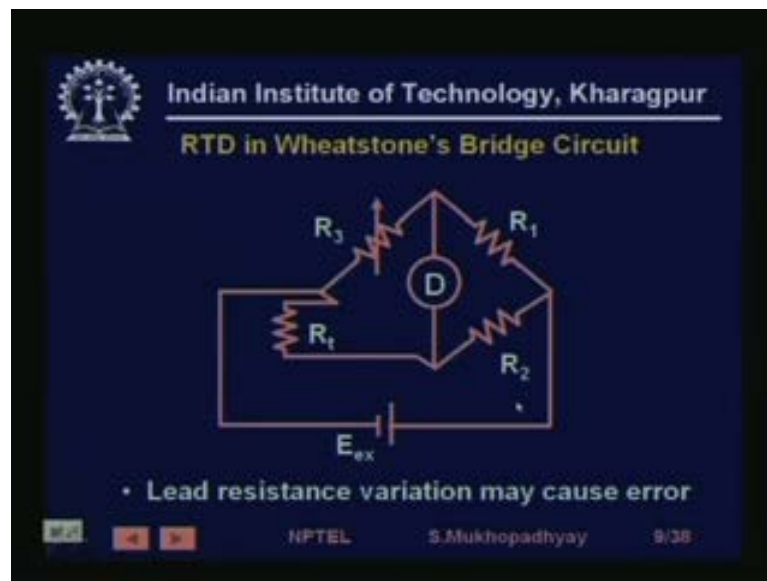 Indian Institute of Technology, Kharagpur
RTD in Wheatstone's Bridge Circuit
R3
R1
D
Rt
R2
Eex
• Lead resistance variation may cause error
NPTEL S.Mukhopadhyay 9/38